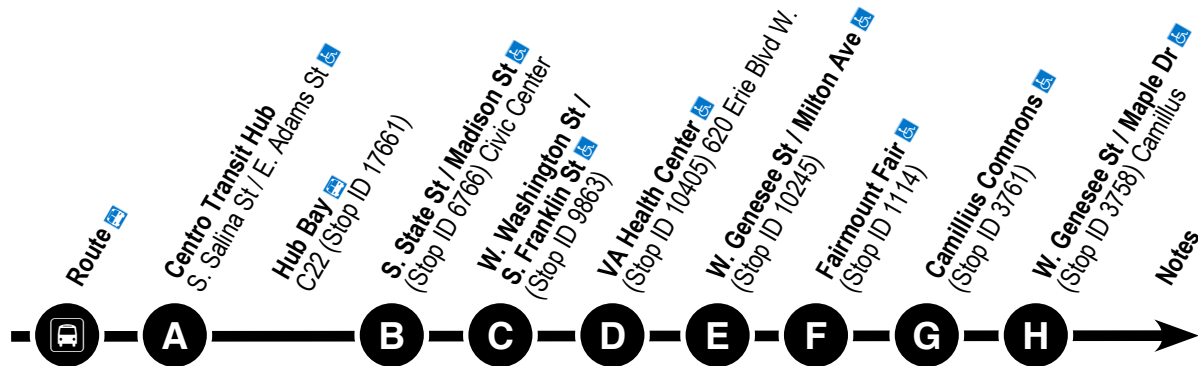 Route
Centro Transit Hub
S. Salina St / E. Adams St
Hub Bay
C22 (Stop ID 17661)
S. State St / Madison St
(Stop ID 6766) Civic Center
W. Washington St /
S. Franklin St
(Stop ID 9863)
VA Health Center
(Stop ID 10405) 620 Erie Blvd W.
W. Genesee St / Milton Ave
(Stop ID 10245)
Fairmount Fair
(Stop ID 1114)
Camillius Commons
(Stop ID 3761)
W. Genesee St / Maple Dr
(Stop ID 3758) Camillus
Notes
A
B
C
D
E
F
G
H